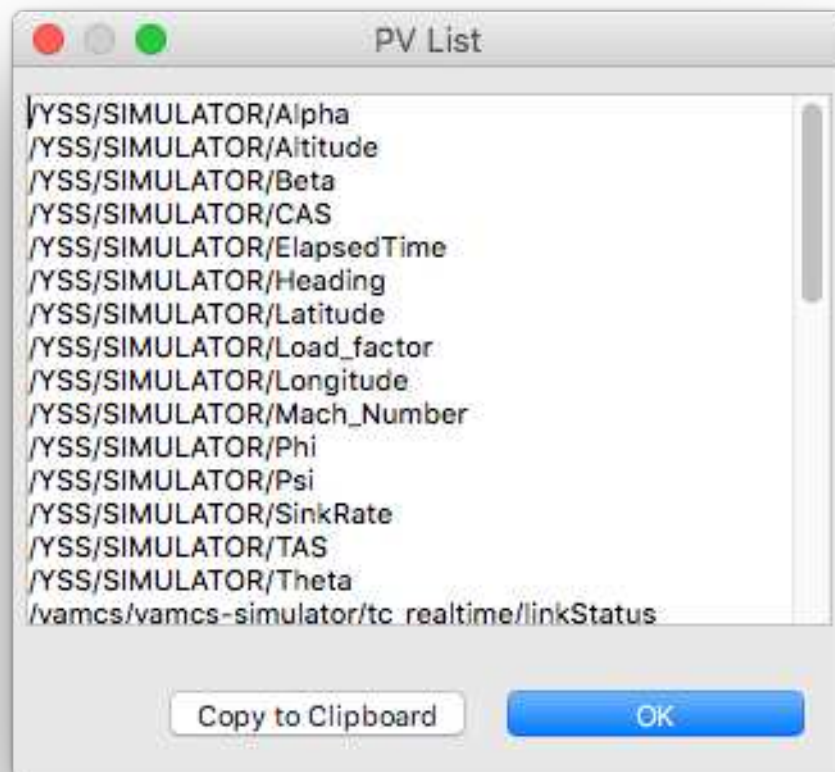 PV List
/YSS/SIMULATOR/Alpha
/YSS/SIMULATOR/Altitude
/YSS/SIMULATOR/Beta
/YSS/SIMULATOR/CAS
/YSS/SIMULATOR/ElapsedTime
/YSS/SIMULATOR/Heading
/YSS/SIMULATOR/Latitude
/YSS/SIMULATOR/Load_factor
/YSS/SIMULATOR/Longitude
/YSS/SIMULATOR/Mach_Number
/YSS/SIMULATOR/Phi
/YSS/SIMULATOR/Psi
/YSS/SIMULATOR/SinkRate
/YSS/SIMULATOR/TAS
/YSS/SIMULATOR/Theta
/yamcs/yamcs-simulator/tc_realtime/linkStatus
Copy to Clipboard
OK